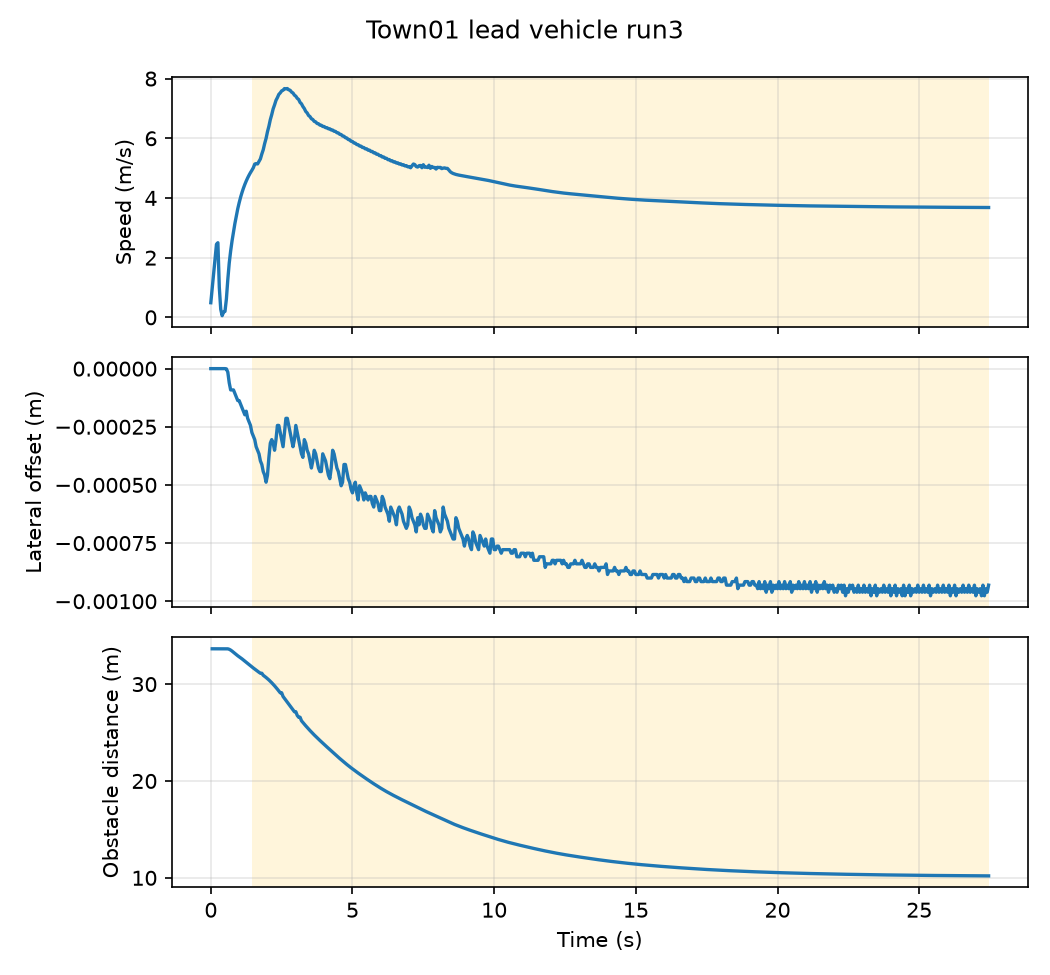 Town01 lead vehicle run3
Speed (m/s)
8
6
4
2
0
Lateral offset (m)
0.00000
−0.00025
−0.00050
−0.00075
−0.00100
Obstacle distance (m)
30
20
10
0 5 10 15 20 25
Time (s)